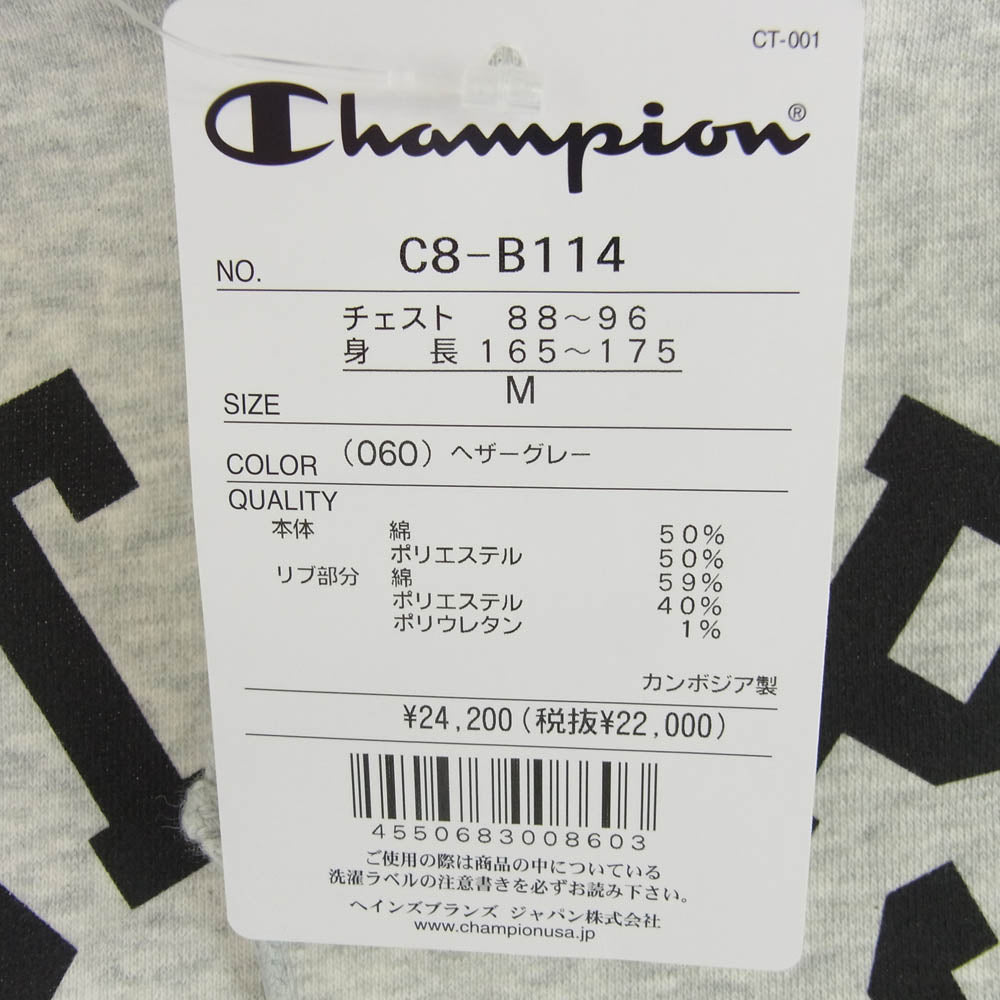 CT-001
Champion®
NO. C8-B114
チェスト 88～96
身長 165～175
SIZE M
COLOR (060) ヘザーグレー
QUALITY
本体 綿 50%
ポリエステル 50%
リブ部分 綿 59%
ポリエステル 40%
ポリウレタン 1%
カンボジア製
¥24,200(税抜¥22,000)
4550683008603
ご使用の際は商品の中についている
洗濯ラベルの注意書きを必ずお読み下さい。
ヘインズブランズ ジャパン株式会社
www.championusa.jp